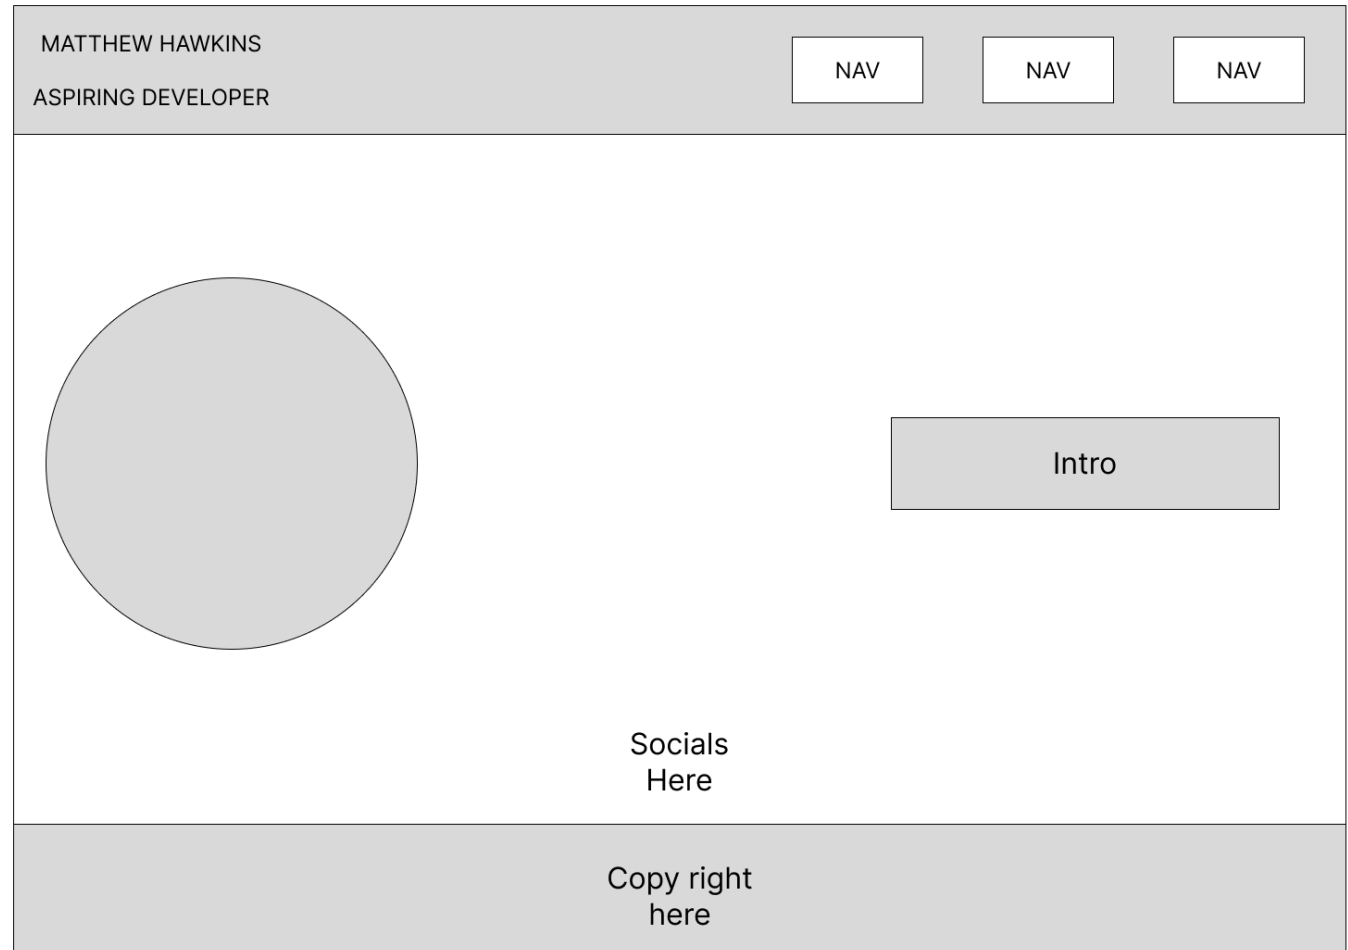 MATTHEW HAWKINS
ASPIRING DEVELOPER
NAV
NAV
NAV
Intro
Socials
Here
Copy right
here